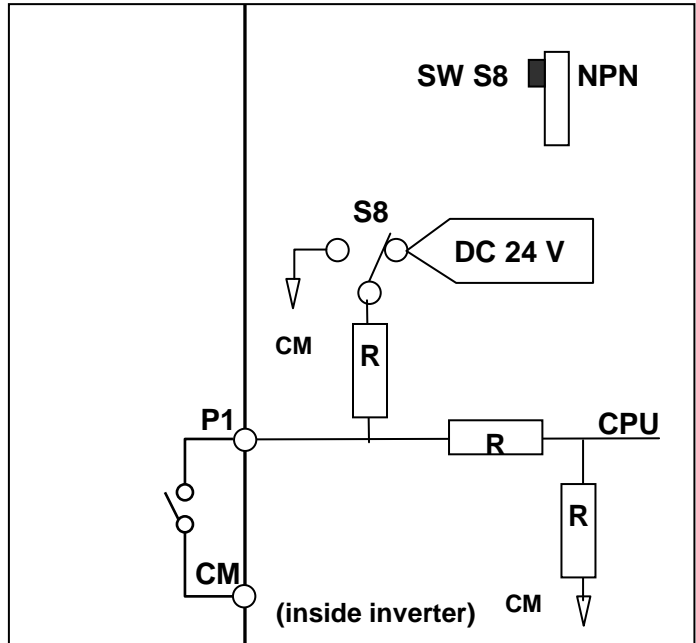 SW S8 NPN
S8
DC 24 V
CM
R
P1
R
CPU
R
CM
(inside inverter)
CM